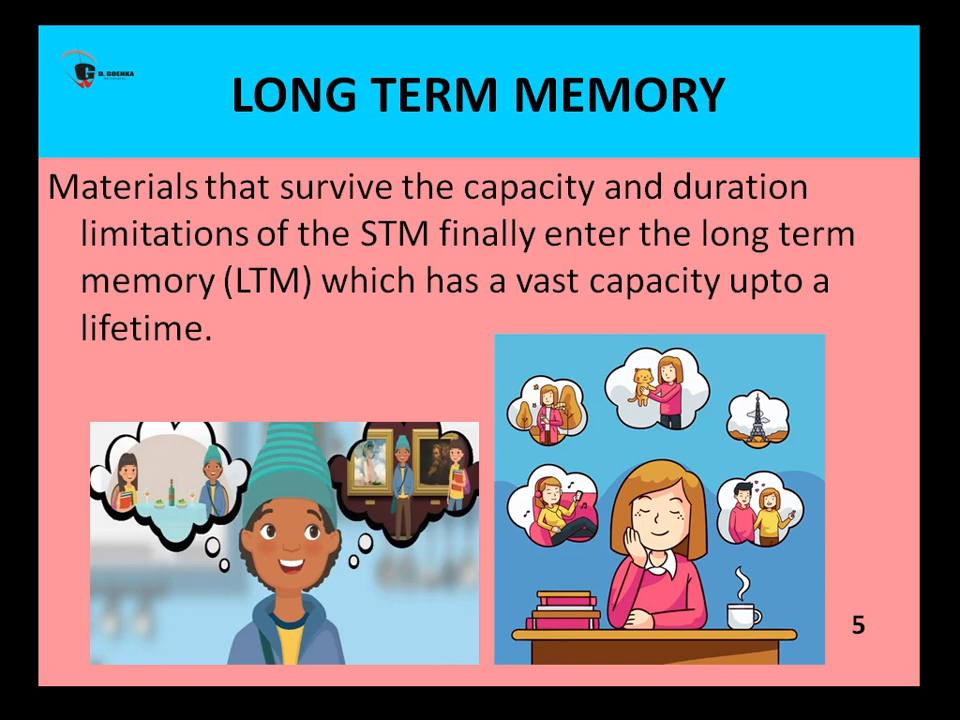 G D. GOENKA
LONG TERM MEMORY
Materials that survive the capacity and duration
limitations of the STM finally enter the long term
memory (LTM) which has a vast capacity upto a
lifetime.
5